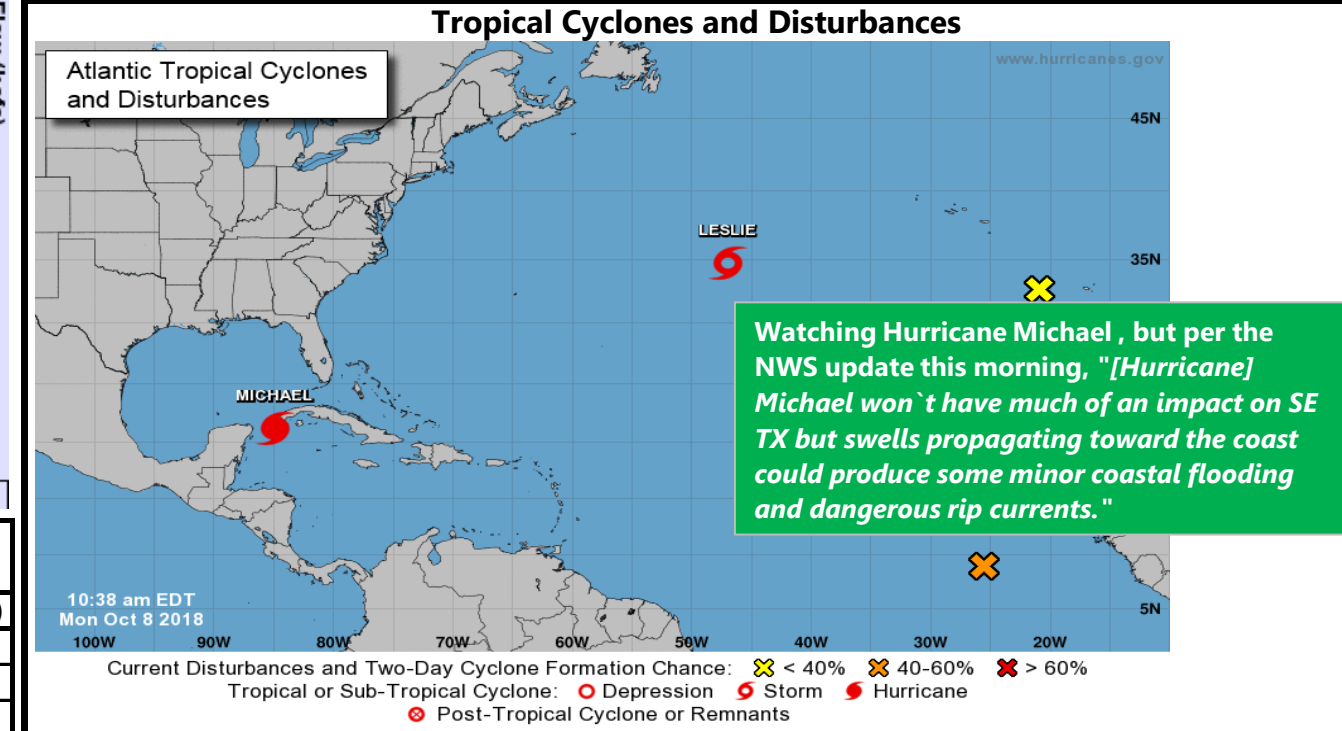 Tropical Cyclones and Disturbances
Atlantic Tropical Cyclones
and Disturbances
www.hurricanes.gov
45N
LESLIE
35N
Watching Hurricane Michael , but per the
NWS update this morning, "[Hurricane]
Michael won`t have much of an impact on SE
TX but swells propagating toward the coast
could produce some minor coastal flooding
and dangerous rip currents."
MICHAEL
10:38 am EDT
Mon Oct 8 2018
5N
100W 90W 80W 70W 60W 50W 40W 30W 20W
Current Disturbances and Two-Day Cyclone Formation Chance: < 40% 40-60% > 60%
Tropical or Sub-Tropical Cyclone: Depression Storm Hurricane
Post-Tropical Cyclone or Remnants